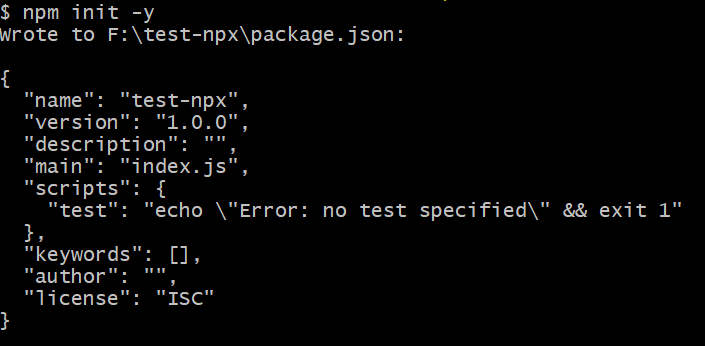 $ npm init -y
Wrote to F:\test-npx\package.json:

{
  "name": "test-npx",
  "version": "1.0.0",
  "description": "",
  "main": "index.js",
  "scripts": {
    "test": "echo \"Error: no test specified\" && exit 1"
  },
  "keywords": [],
  "author": "",
  "license": "ISC"
}